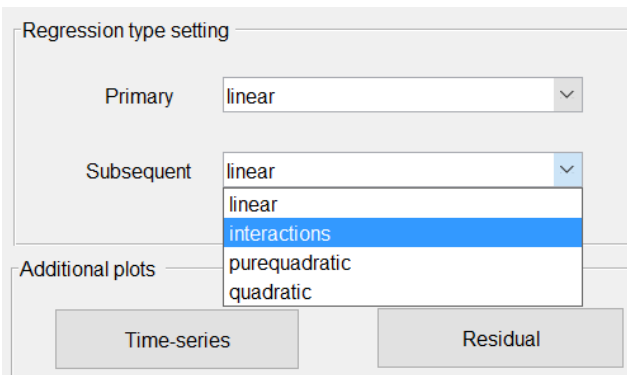 Regression type setting
Primary linear
Subsequent linear
linear
interactions
purequadratic
quadratic
Additional plots
Time-series Residual